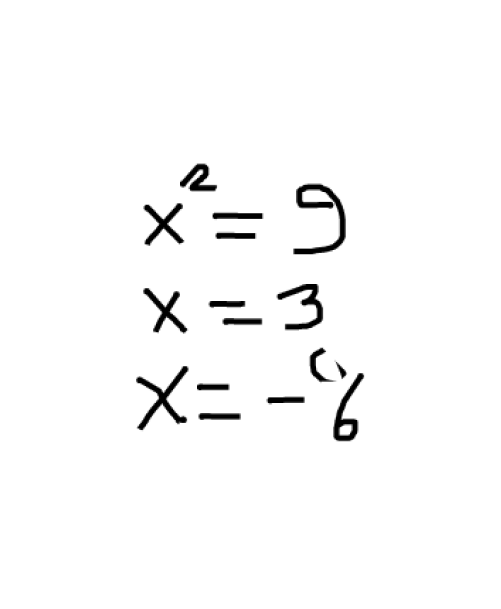 x² = 9
x = 3
x = -6